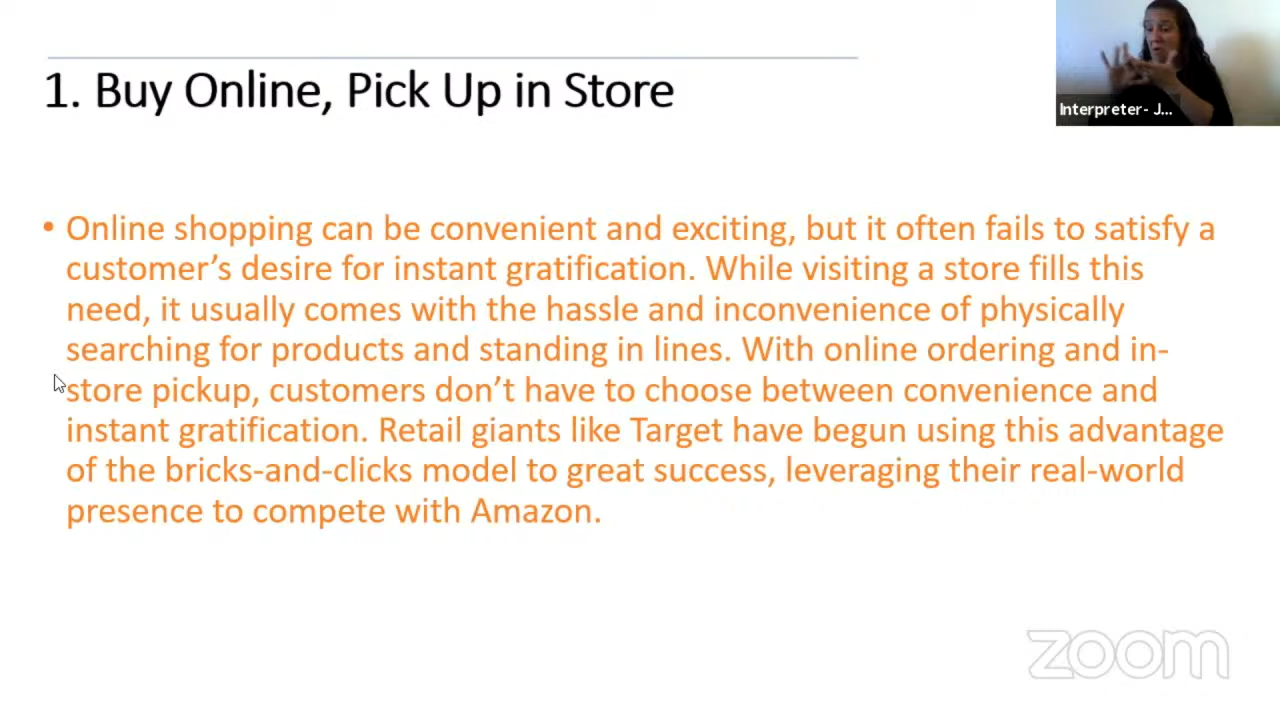 1. Buy Online, Pick Up in Store
Interpreter- J...
• Online shopping can be convenient and exciting, but it often fails to satisfy a
customer’s desire for instant gratification. While visiting a store fills this
need, it usually comes with the hassle and inconvenience of physically
searching for products and standing in lines. With online ordering and in-
store pickup, customers don’t have to choose between convenience and
instant gratification. Retail giants like Target have begun using this advantage
of the bricks-and-clicks model to great success, leveraging their real-world
presence to compete with Amazon.
zoom